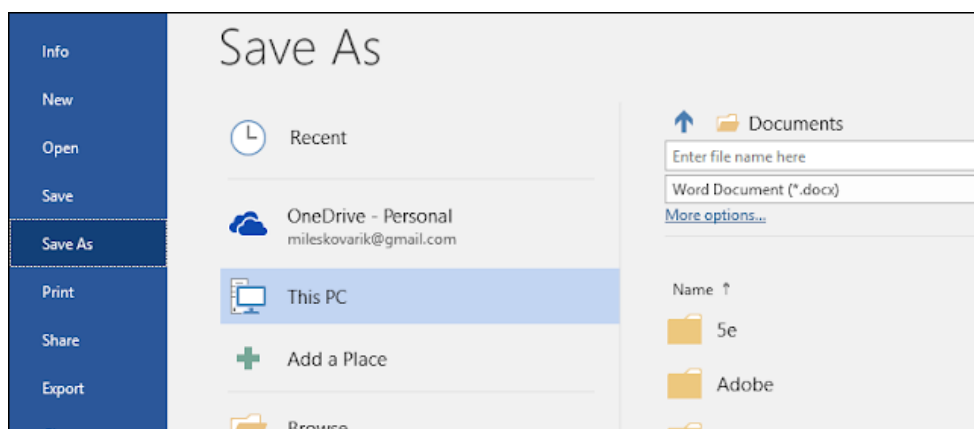 Info
New
Open
Save
Save As
Print
Share
Export
Save As
Recent
OneDrive - Personal
mileskovarik@gmail.com
This PC
Add a Place
Browse
Documents
Enter file name here
Word Document (*.docx)
More options...
Name ↑
5e
Adobe